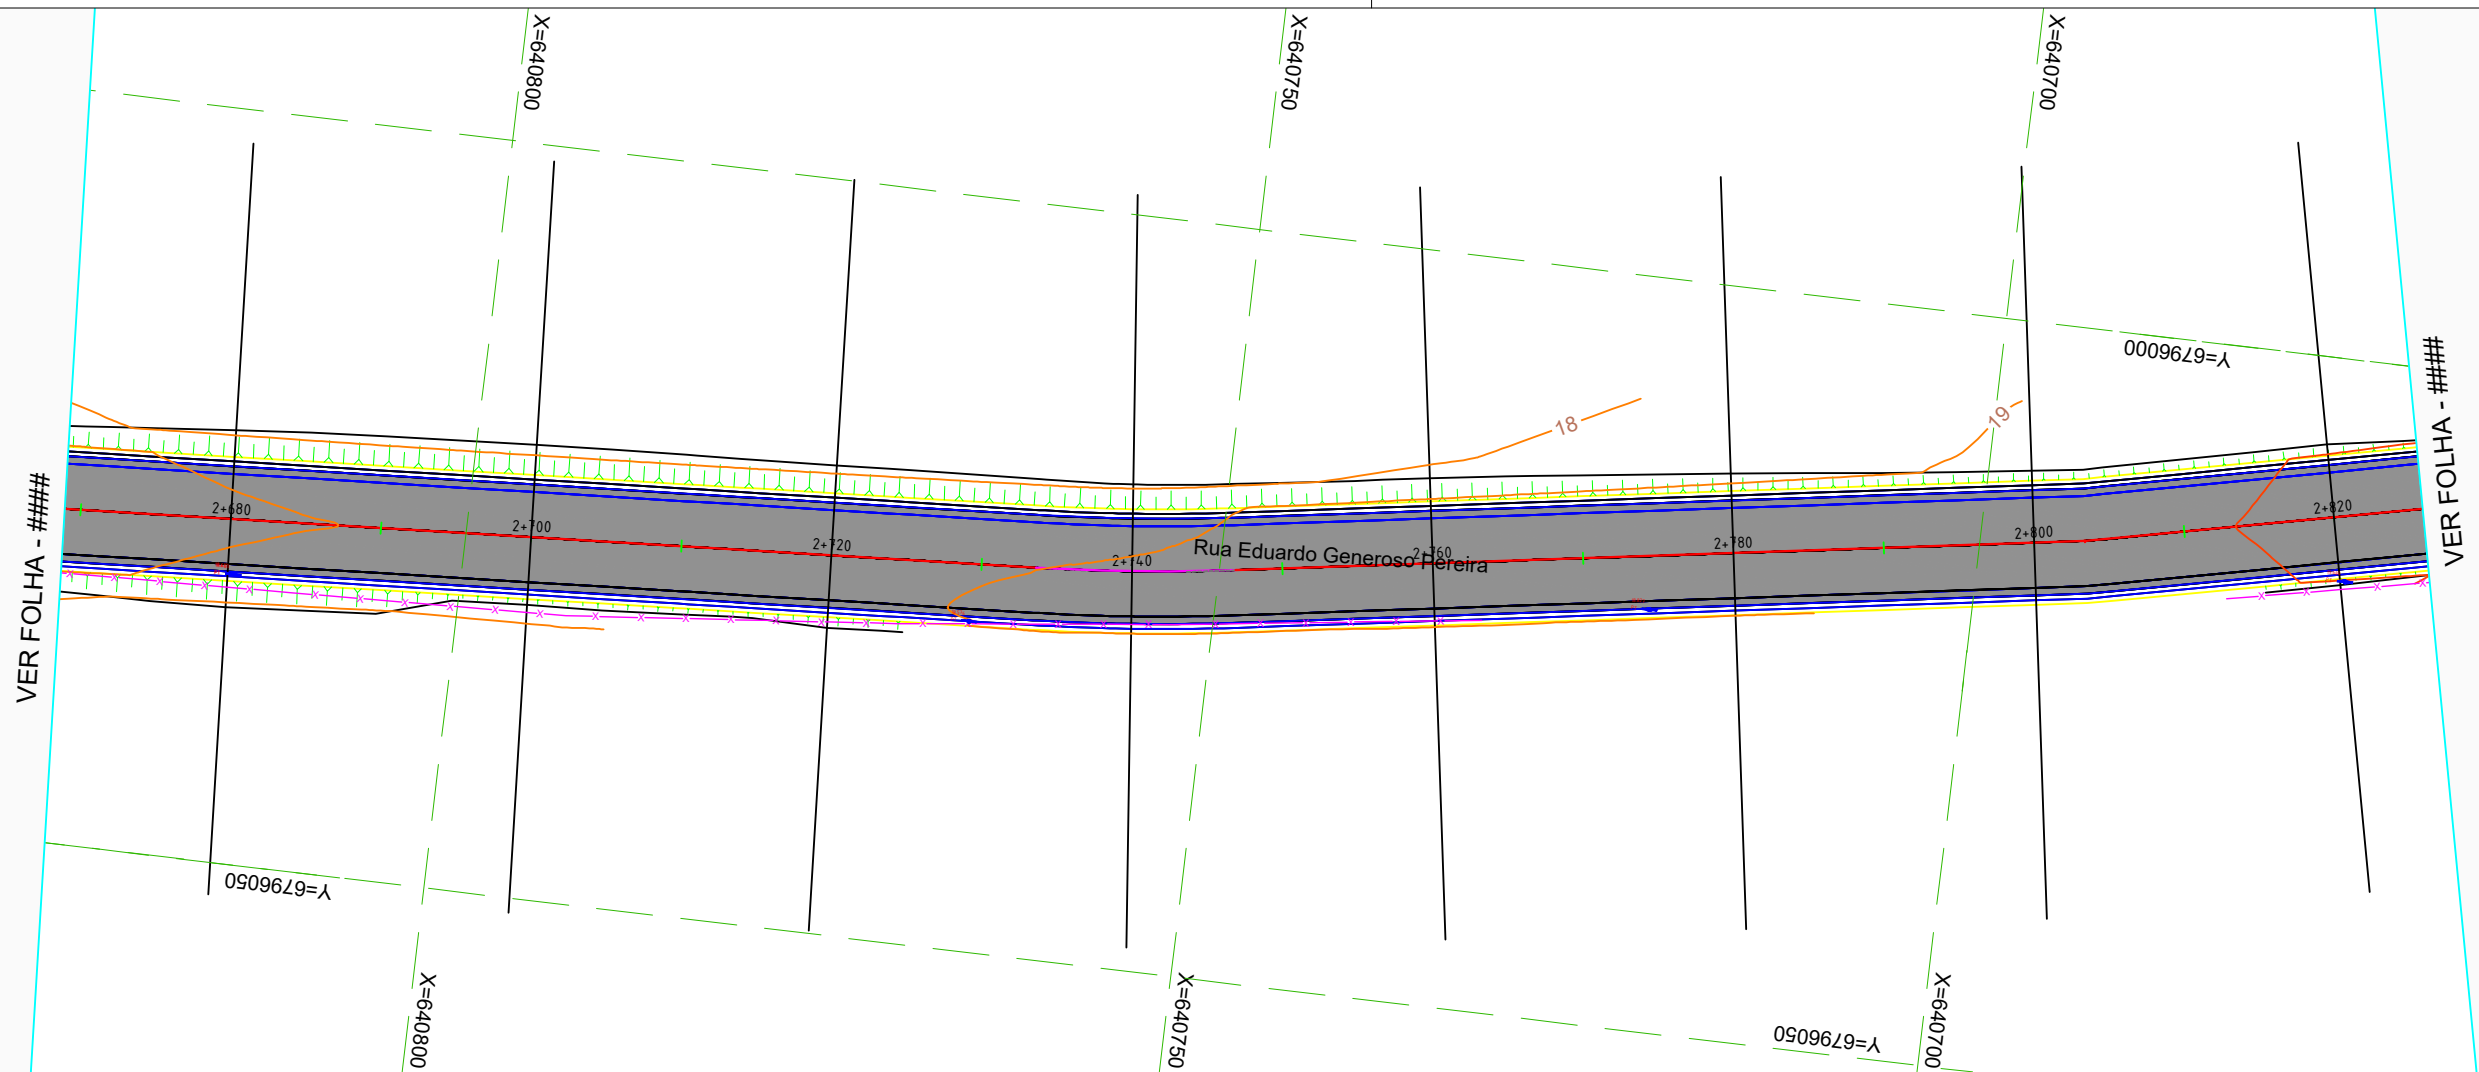 X=640800
X=640750
X=640700
Y=6796000
VER FOLHA - ####
VER FOLHA - ####
18
19
2+680
2+700
2+720
2+740
2+760
2+780
2+800
2+820
Rua Eduardo Generoso Pereira
Y=6796050
Y=6796050
X=640800
X=640750
X=640700